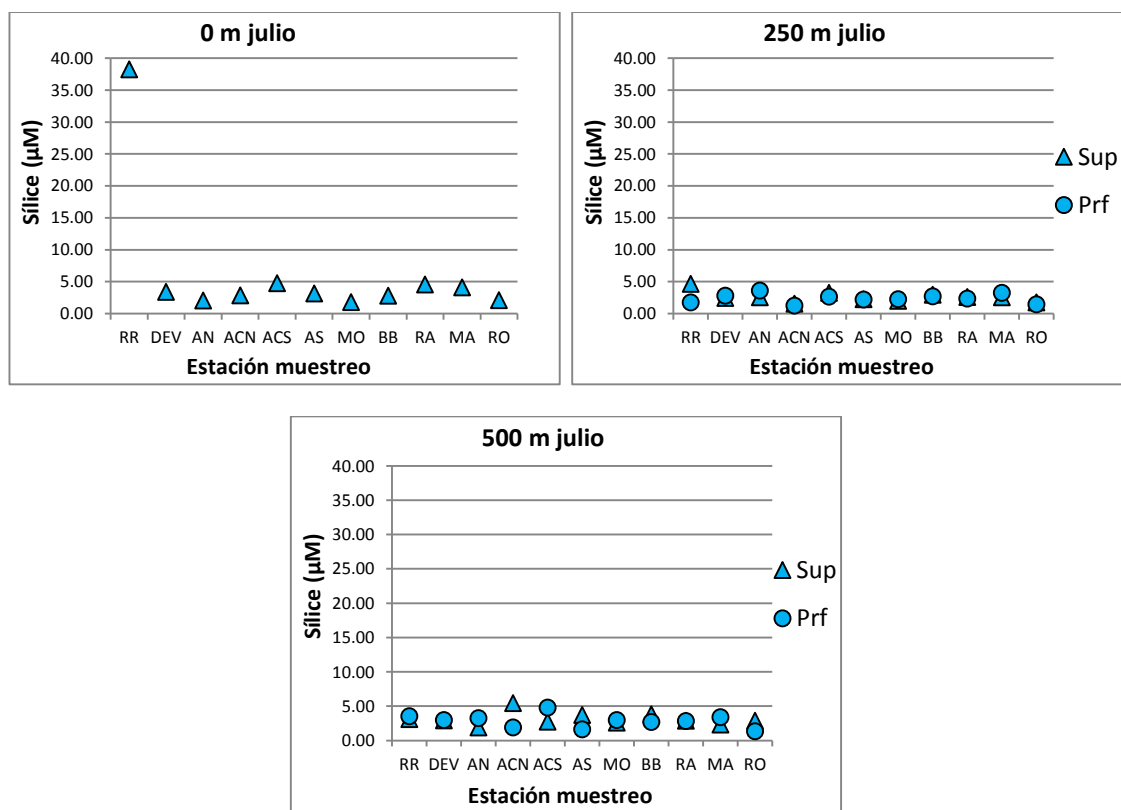 0 m julio
Sílice (µM)
40.00
35.00
30.00
25.00
20.00
15.00
10.00
5.00
0.00
RR DEV AN ACN ACS AS MO BB RA MA RO
Estación muestreo
250 m julio
Sílice (µM)
40.00
35.00
30.00
25.00
20.00
15.00
10.00
5.00
0.00
RR DEV AN ACN ACS AS MO BB RA MA RO
Estación muestreo
Sup
Prf
500 m julio
Sílice (µM)
40.00
35.00
30.00
25.00
20.00
15.00
10.00
5.00
0.00
RR DEV AN ACN ACS AS MO BB RA MA RO
Estación muestreo
Sup
Prf